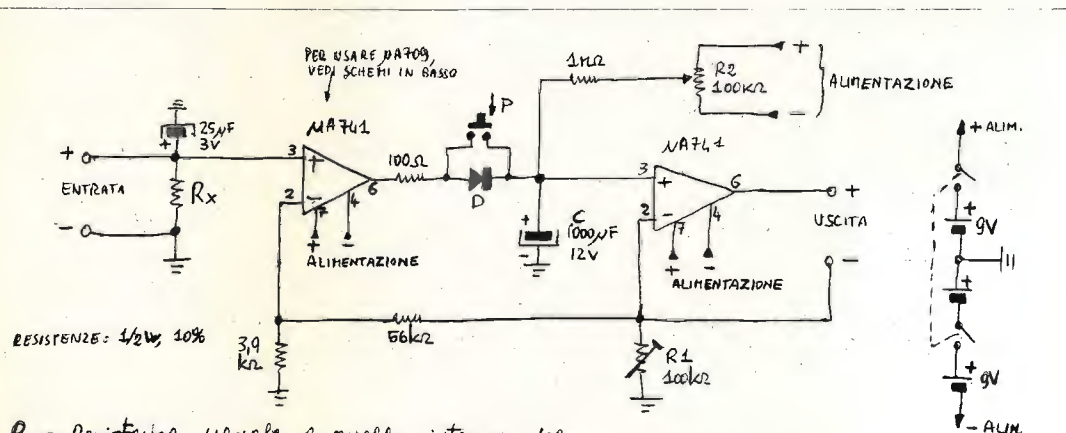 PER USARE µA709,
VEDI SCHEMI IN BASSO
µA741
25µF
3V
+
+
ENTRATA
-
Rx
3
+
2
-
6
7
4
+
-
ALIMENTAZIONE
100Ω
P
D
1MΩ
R2
100kΩ
+
-
ALIMENTAZIONE
µA741
3
+
2
-
6
7
4
+
-
ALIMENTAZIONE
+
USCITA
-
+
C
1000µF
12V
-
+ ALIM.
+
9V
+
+
9V
- ALIM.
RESISTENZE: 1/2W, 10%
3,9
kΩ
56kΩ
R1
100kΩ